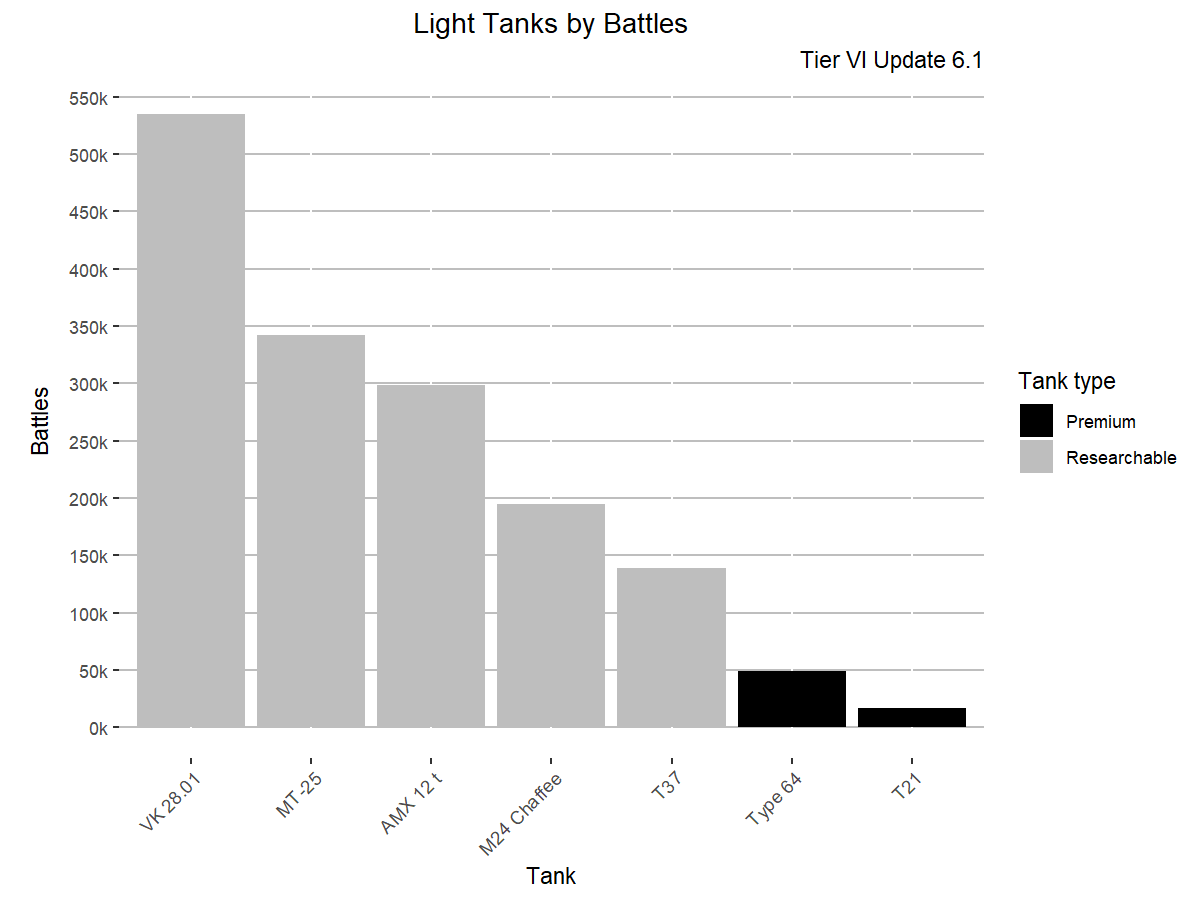 Light Tanks by Battles
Tier VI Update 6.1
550k
500k
450k
400k
350k
300k
250k
200k
150k
100k
50k
0k
Battles
VK 28.01
MT-25
AMX 12 t
M24 Chaffee
T37
Type 64
T21
Tank
Tank type
Premium
Researchable